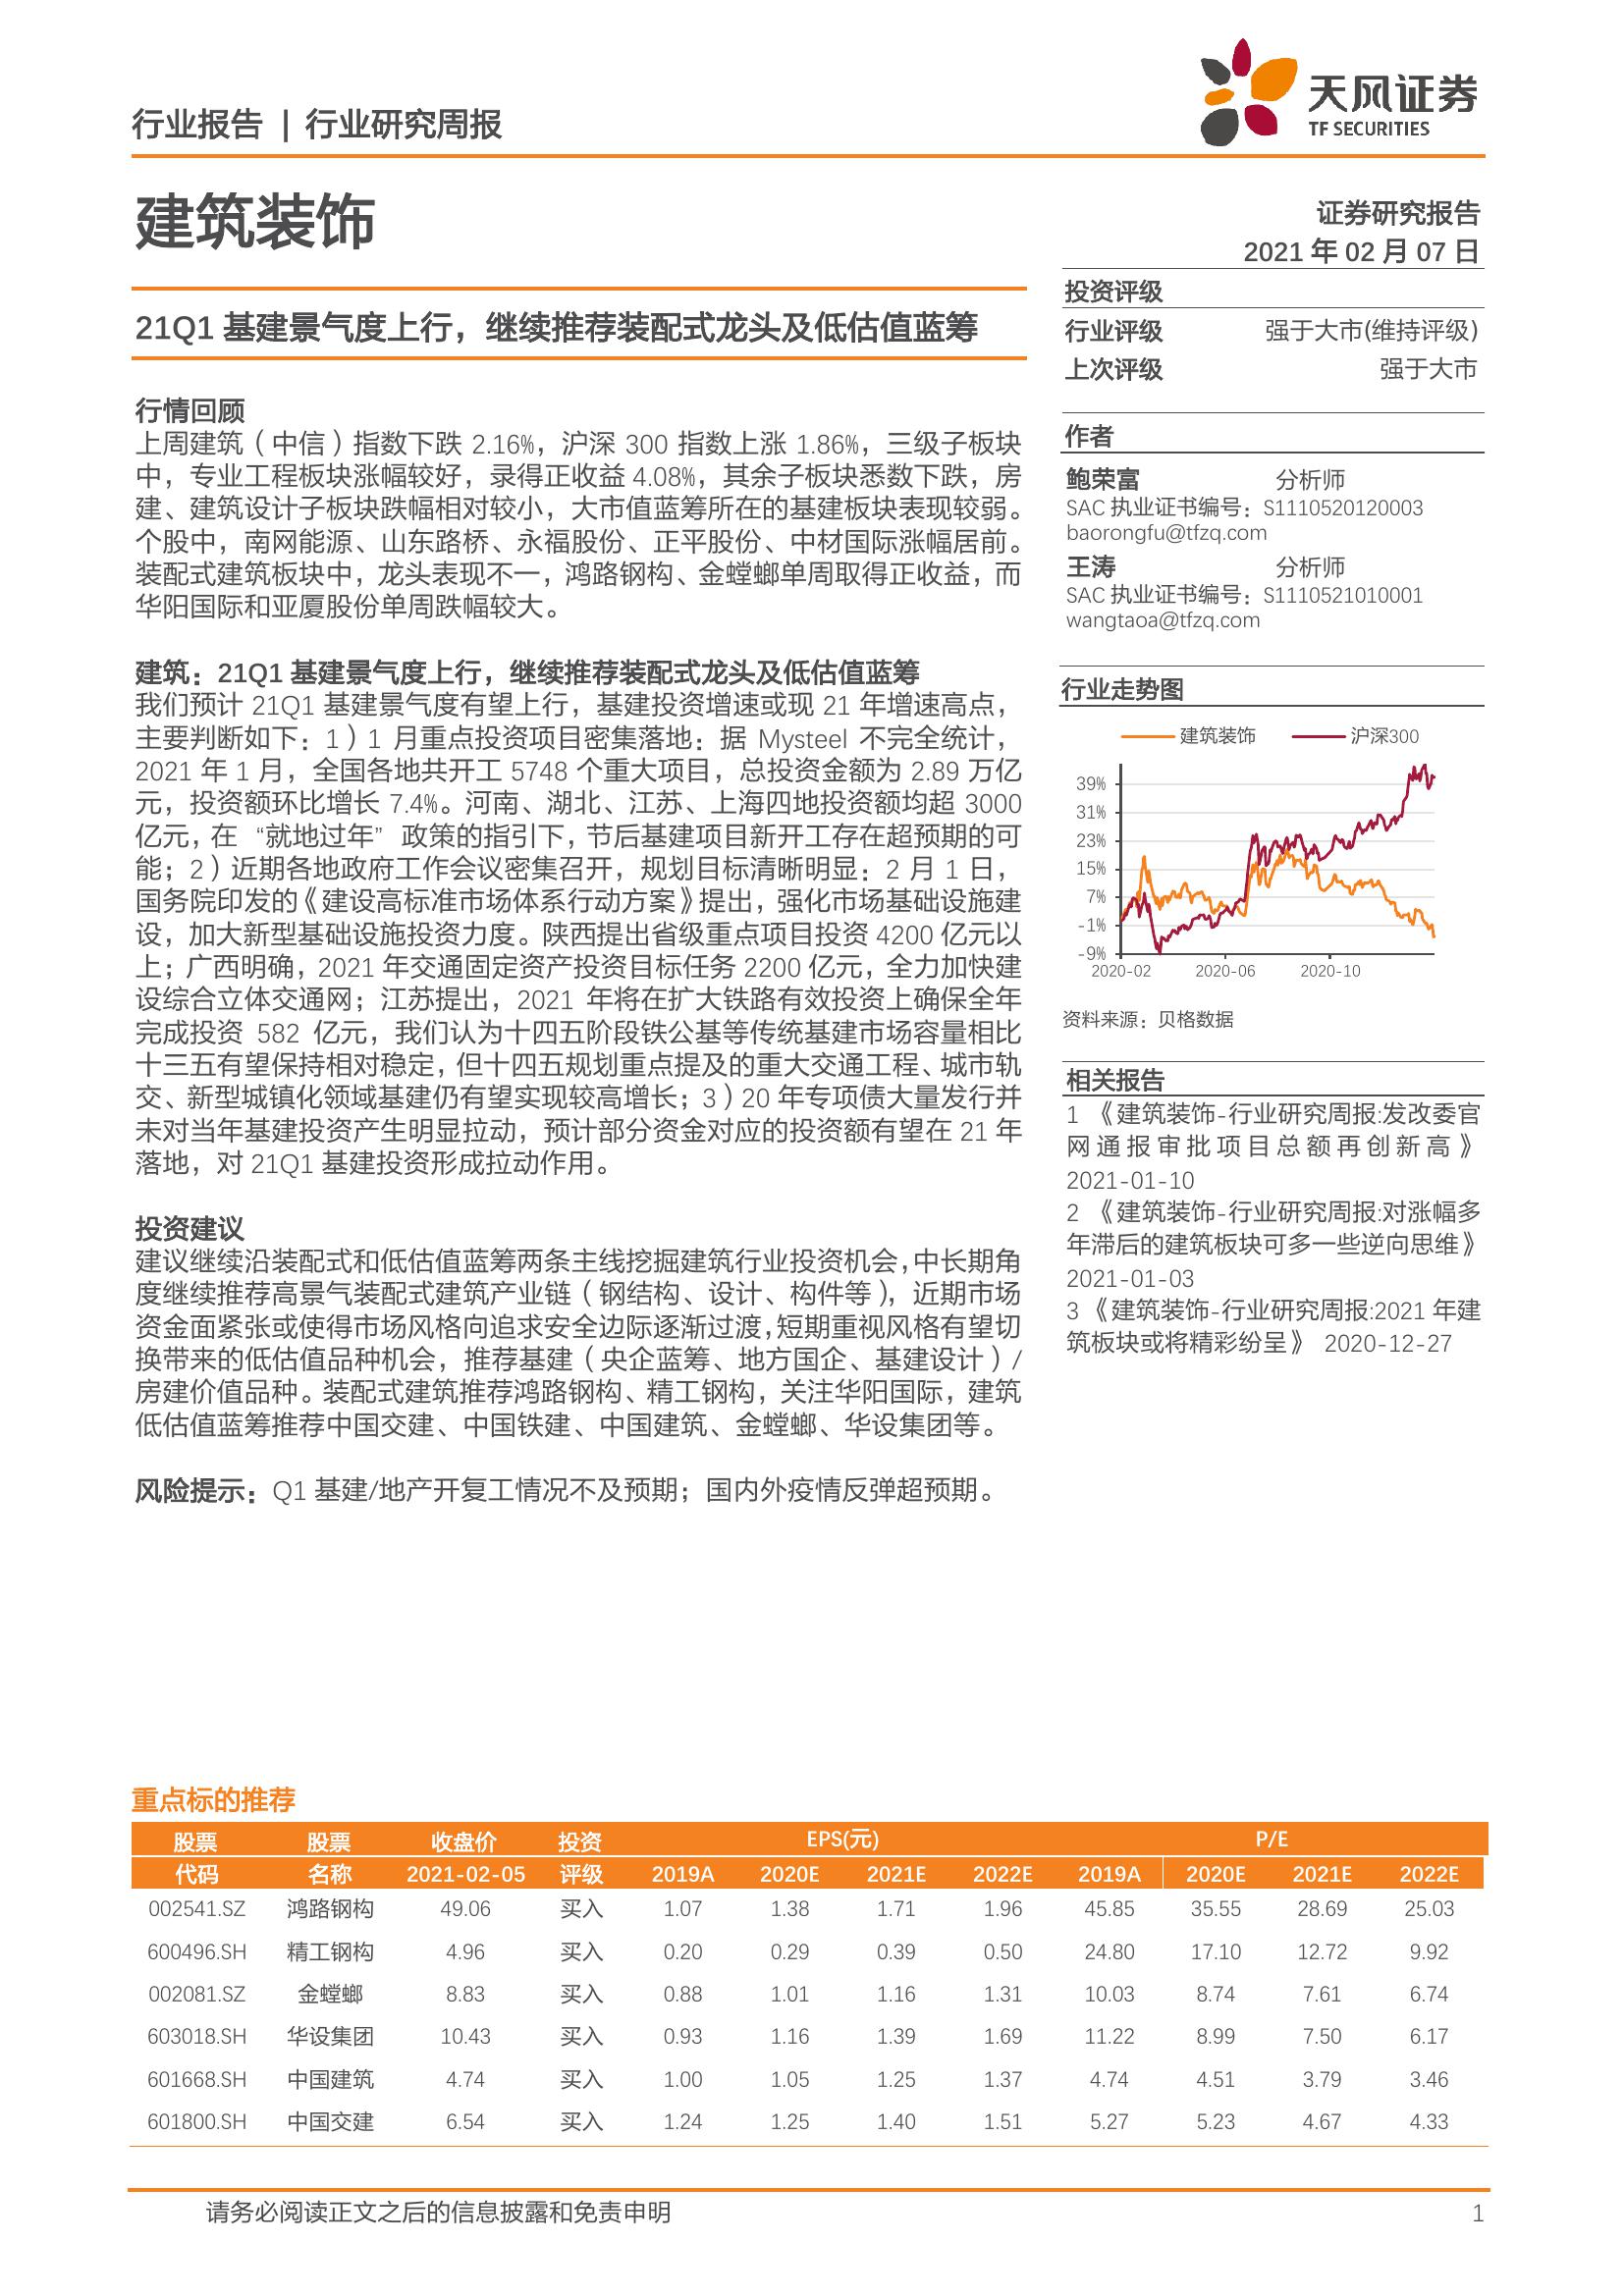 行业报告 | 行业研究周报
天风证券
TF SECURITIES
建筑装饰
证券研究报告
2021 年 02 月 07 日
21Q1 基建景气度上行，继续推荐装配式龙头及低估值蓝筹
行情回顾
上周建筑（中信）指数下跌 2.16%，沪深 300 指数上涨 1.86%，三级子板块
中，专业工程板块涨幅较好，录得正收益 4.08%，其余子板块悉数下跌，房
建、建筑设计子板块跌幅相对较小，大市值蓝筹所在的基建板块表现较弱。
个股中，南网能源、山东路桥、永福股份、正平股份、中材国际涨幅居前。
装配式建筑板块中，龙头表现不一，鸿路钢构、金螳螂单周取得正收益，而
华阳国际和亚厦股份单周跌幅较大。
建筑：21Q1 基建景气度上行，继续推荐装配式龙头及低估值蓝筹
我们预计 21Q1 基建景气度有望上行，基建投资增速或现 21 年增速高点，
主要判断如下：1）1 月重点投资项目密集落地：据 Mysteel 不完全统计，
2021 年 1 月，全国各地共开工 5748 个重大项目，总投资金额为 2.89 万亿
元，投资额环比增长 7.4%。河南、湖北、江苏、上海四地投资额均超 3000
亿元，在 “就地过年” 政策的指引下，节后基建项目新开工存在超预期的可
能；2）近期各地政府工作会议密集召开，规划目标清晰明显：2 月 1 日，
国务院印发的《建设高标准市场体系行动方案》提出，强化市场基础设施建
设，加大新型基础设施投资力度。陕西提出省级重点项目投资 4200 亿元以
上；广西明确，2021 年交通固定资产投资目标任务 2200 亿元，全力加快建
设综合立体交通网；江苏提出，2021 年将在扩大铁路有效投资上确保全年
完成投资 582 亿元，我们认为十四五阶段铁公基等传统基建市场容量相比
十三五有望保持相对稳定，但十四五规划重点提及的重大交通工程、城市轨
交、新型城镇化领域基建仍有望实现较高增长；3）20 年专项债大量发行并
未对当年基建投资产生明显拉动，预计部分资金对应的投资额有望在 21 年
落地，对 21Q1 基建投资形成拉动作用。
投资建议
建议继续沿装配式和低估值蓝筹两条主线挖掘建筑行业投资机会，中长期角
度继续推荐高景气装配式建筑产业链（钢结构、设计、构件等），近期市场
资金面紧张或使得市场风格向追求安全边际逐渐过渡，短期重视风格有望切
换带来的低估值品种机会，推荐基建（央企蓝筹、地方国企、基建设计）/
房建价值品种。装配式建筑推荐鸿路钢构、精工钢构，关注华阳国际，建筑
低估值蓝筹推荐中国交建、中国铁建、中国建筑、金螳螂、华设集团等。
风险提示：Q1 基建/地产开复工情况不及预期；国内外疫情反弹超预期。
投资评级
行业评级 强于大市(维持评级)
上次评级 强于大市
作者
鲍荣富 分析师
SAC 执业证书编号：S1110520120003
baorongfu@tfzq.com
王涛 分析师
SAC 执业证书编号：S1110521010001
wangtaoa@tfzq.com
行业走势图
建筑装饰 沪深300
39%
31%
23%
15%
7%
-1%
-9%
2020-02 2020-06 2020-10
资料来源：贝格数据
相关报告
1 《建筑装饰-行业研究周报:发改委官
网通报审批项目总额再创新高》
2021-01-10
2 《建筑装饰-行业研究周报:对涨幅多
年滞后的建筑板块可多一些逆向思维》
2021-01-03
3 《建筑装饰-行业研究周报:2021 年建
筑板块或将精彩纷呈》 2020-12-27
重点标的推荐
股票 股票 收盘价 投资 EPS(元) P/E
代码 名称 2021-02-05 评级 2019A 2020E 2021E 2022E 2019A 2020E 2021E 2022E
002541.SZ 鸿路钢构 49.06 买入 1.07 1.38 1.71 1.96 45.85 35.55 28.69 25.03
600496.SH 精工钢构 4.96 买入 0.20 0.29 0.39 0.50 24.80 17.10 12.72 9.92
002081.SZ 金螳螂 8.83 买入 0.88 1.01 1.16 1.31 10.03 8.74 7.61 6.74
603018.SH 华设集团 10.43 买入 0.93 1.16 1.39 1.69 11.22 8.99 7.50 6.17
601668.SH 中国建筑 4.74 买入 1.00 1.05 1.25 1.37 4.74 4.51 3.79 3.46
601800.SH 中国交建 6.54 买入 1.24 1.25 1.40 1.51 5.27 5.23 4.67 4.33
请务必阅读正文之后的信息披露和免责申明 1